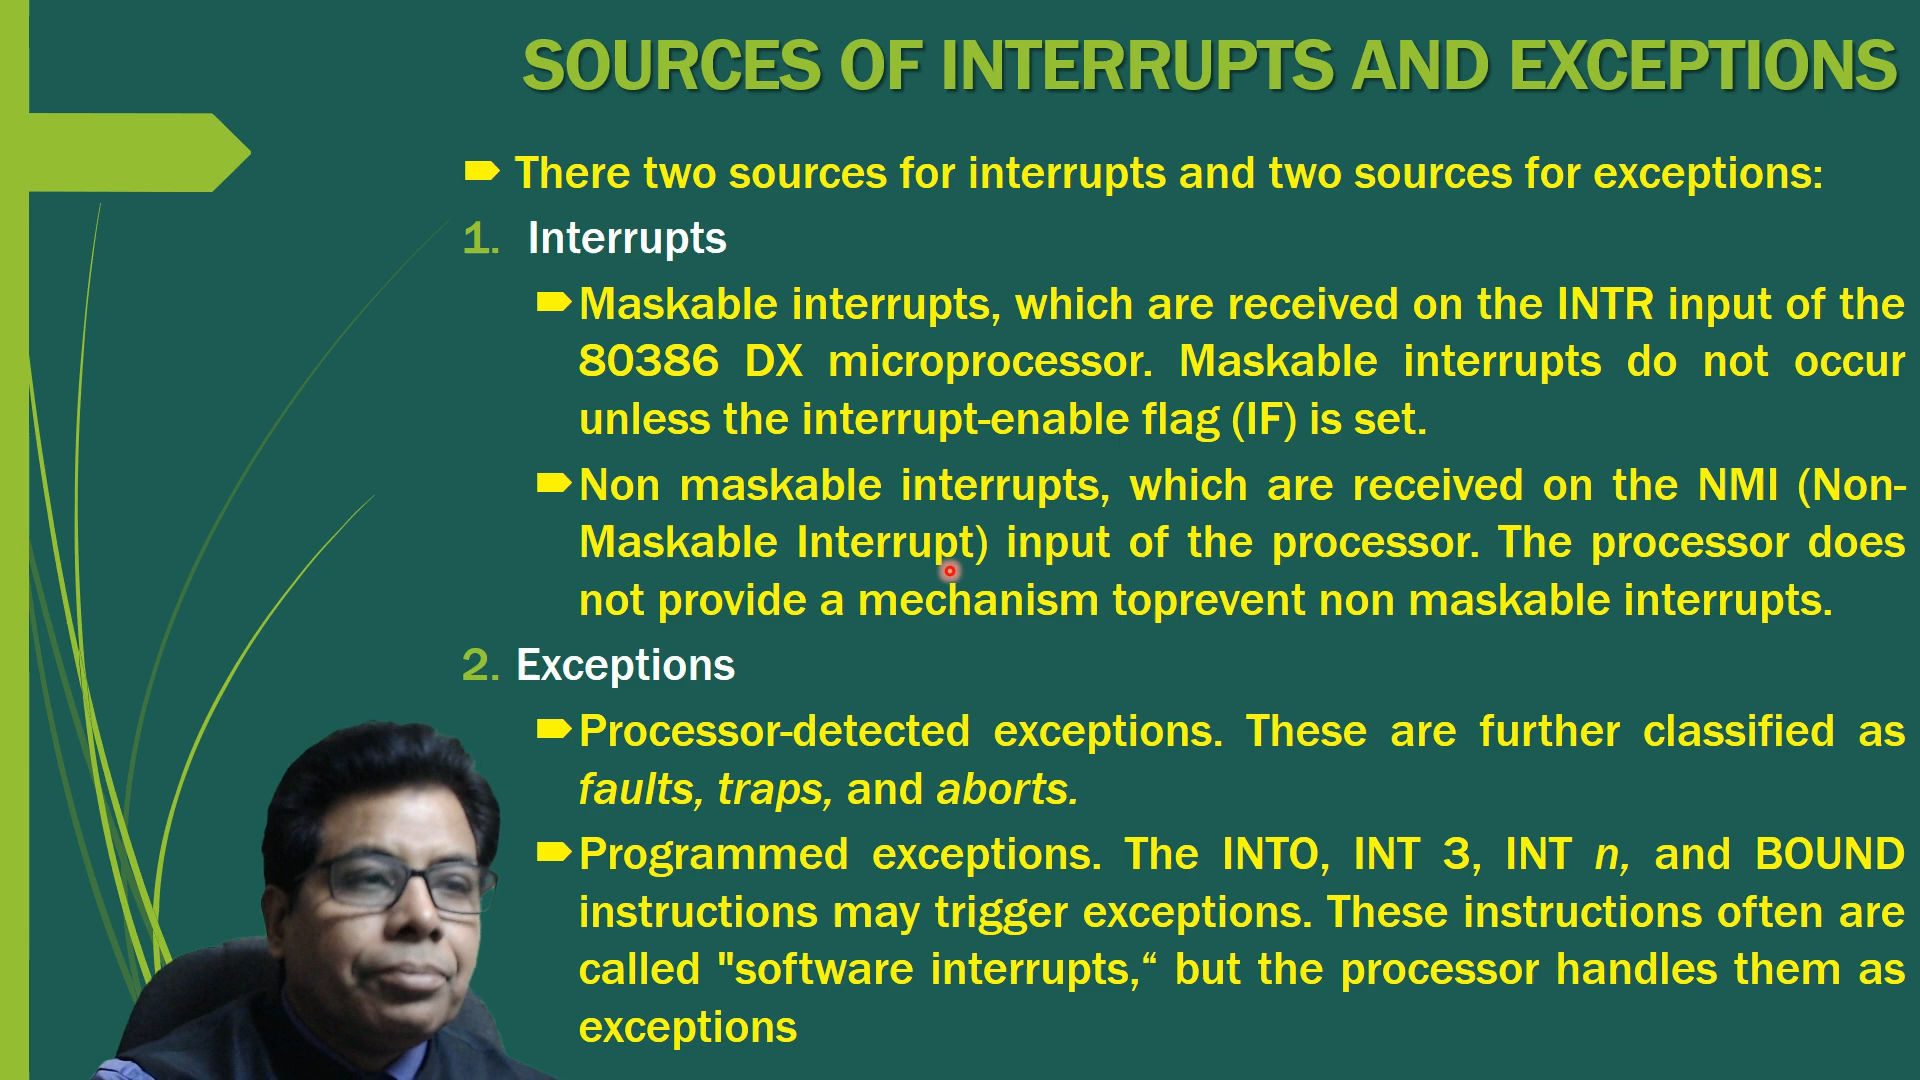 SOURCES OF INTERRUPTS AND EXCEPTIONS
There two sources for interrupts and two sources for exceptions:
1. Interrupts
Maskable interrupts, which are received on the INTR input of the
80386 DX microprocessor. Maskable interrupts do not occur
unless the interrupt-enable flag (IF) is set.
Non maskable interrupts, which are received on the NMI (Non-
Maskable Interrupt) input of the processor. The processor does
not provide a mechanism toprevent non maskable interrupts.
2. Exceptions
Processor-detected exceptions. These are further classified as
faults, traps, and aborts.
Programmed exceptions. The INTO, INT 3, INT n, and BOUND
instructions may trigger exceptions. These instructions often are
called "software interrupts,“ but the processor handles them as
exceptions